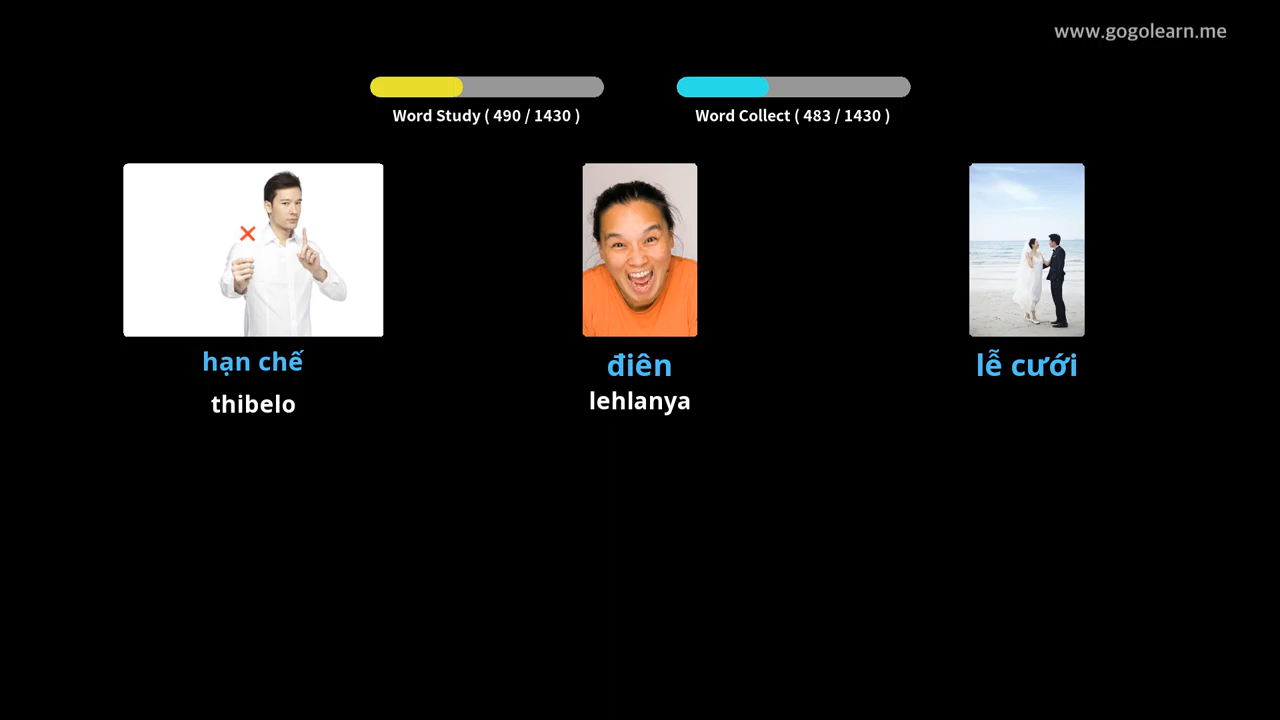 www.gogolearn.me
Word Study ( 490 / 1430 )
Word Collect ( 483 / 1430 )
hạn chế
thibelo
điên
lehlanya
lễ cưới